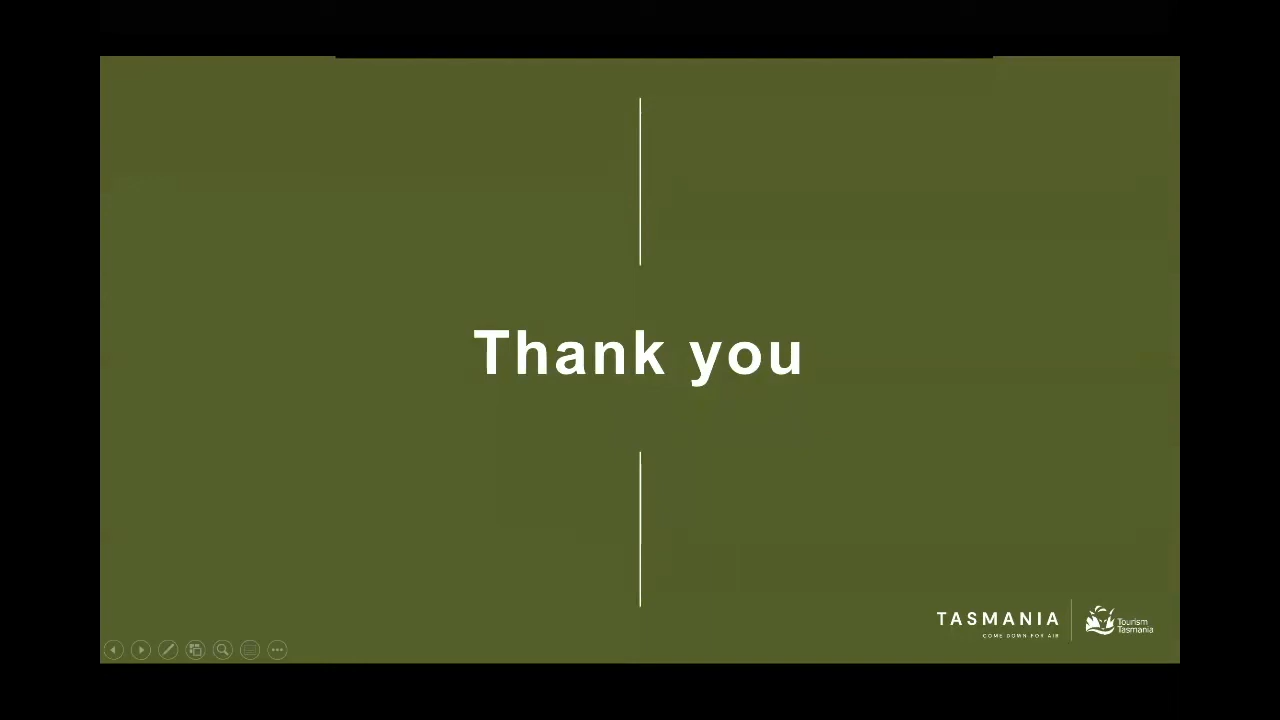 Thank you
TASMANIA
COME DOWN FOR AIR
Tourism
Tasmania